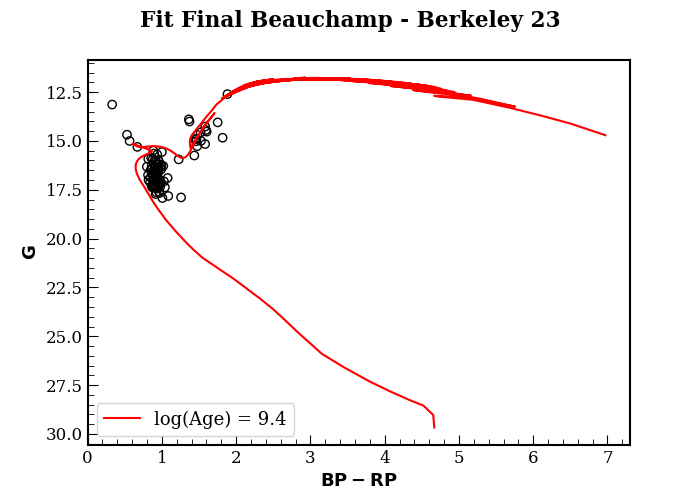 Fit Final Beauchamp - Berkeley 23
12.5
15.0
17.5
20.0
22.5
25.0
27.5
30.0
G
log(Age) = 9.4
0 1 2 3 4 5 6 7
BP − RP